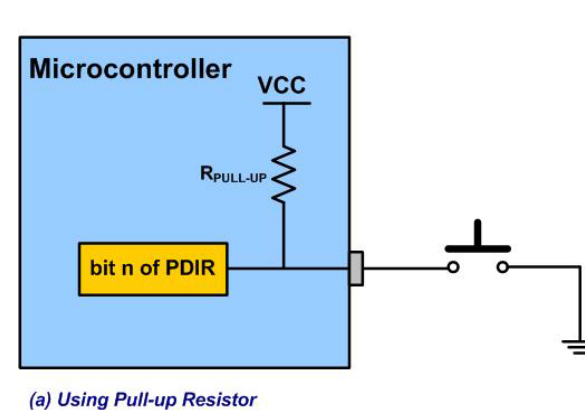 Microcontroller
VCC
RPULL-UP
bit n of PDIR
(a) Using Pull-up Resistor